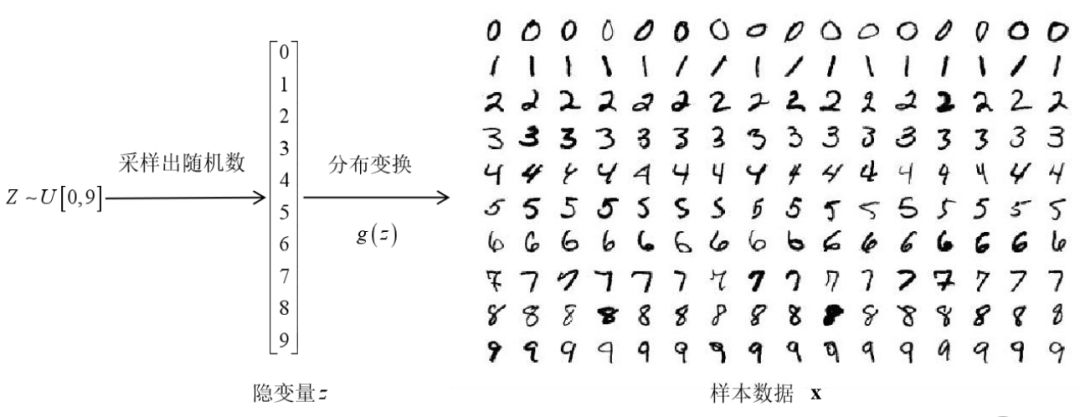 Z ~U[0,9]
采样出随机数
0
1
2
3
4
5
6
7
8
9
隐变量z
分布变换
g(z)
0 0 0 0 0 0 0 0 0 0 0 0 0 0 0 0
1 1 1 1 1 1 1 1 1 1 1 1 1 1 1 1
2 2 2 2 2 2 2 2 2 2 2 2 2 2 2 2
3 3 3 3 3 3 3 3 3 3 3 3 3 3 3 3
4 4 4 4 4 4 4 4 4 4 4 4 4 4 4 4
5 5 5 5 5 5 5 5 5 5 5 5 5 5 5 5
6 6 6 6 6 6 6 6 6 6 6 6 6 6 6 6
7 7 7 7 7 7 7 7 7 7 7 7 7 7 7 7
8 8 8 8 8 8 8 8 8 8 8 8 8 8 8 8
9 9 9 9 9 9 9 9 9 9 9 9 9 9 9 9
样本数据 x